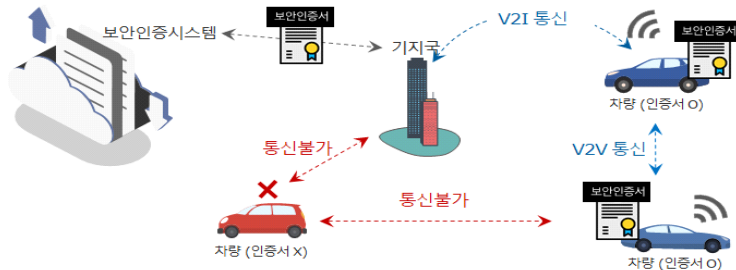 보안인증서
V2I 통신
보안인증서
보안인증시스템
기지국
차량 (인증서 O)
통신불가
V2V 통신
통신불가
보안인증서
차량 (인증서 X)
차량 (인증서 O)